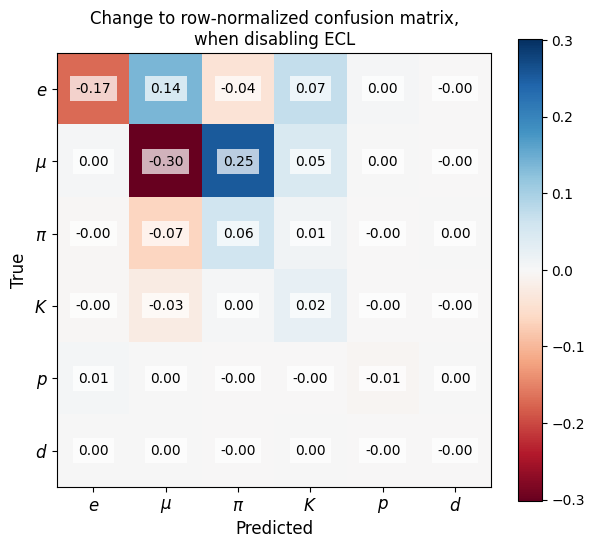 Change to row-normalized confusion matrix,
when disabling ECL
e -0.17 0.14 -0.04 0.07 0.00 -0.00
μ 0.00 -0.30 0.25 0.05 0.00 -0.00
π -0.00 -0.07 0.06 0.01 -0.00 0.00
K -0.00 -0.03 0.00 0.02 -0.00 -0.00
p 0.01 0.00 -0.00 -0.00 -0.01 0.00
d 0.00 0.00 -0.00 0.00 -0.00 -0.00
e μ π K p d
Predicted
True
0.3
0.2
0.1
0.0
−0.1
−0.2
−0.3